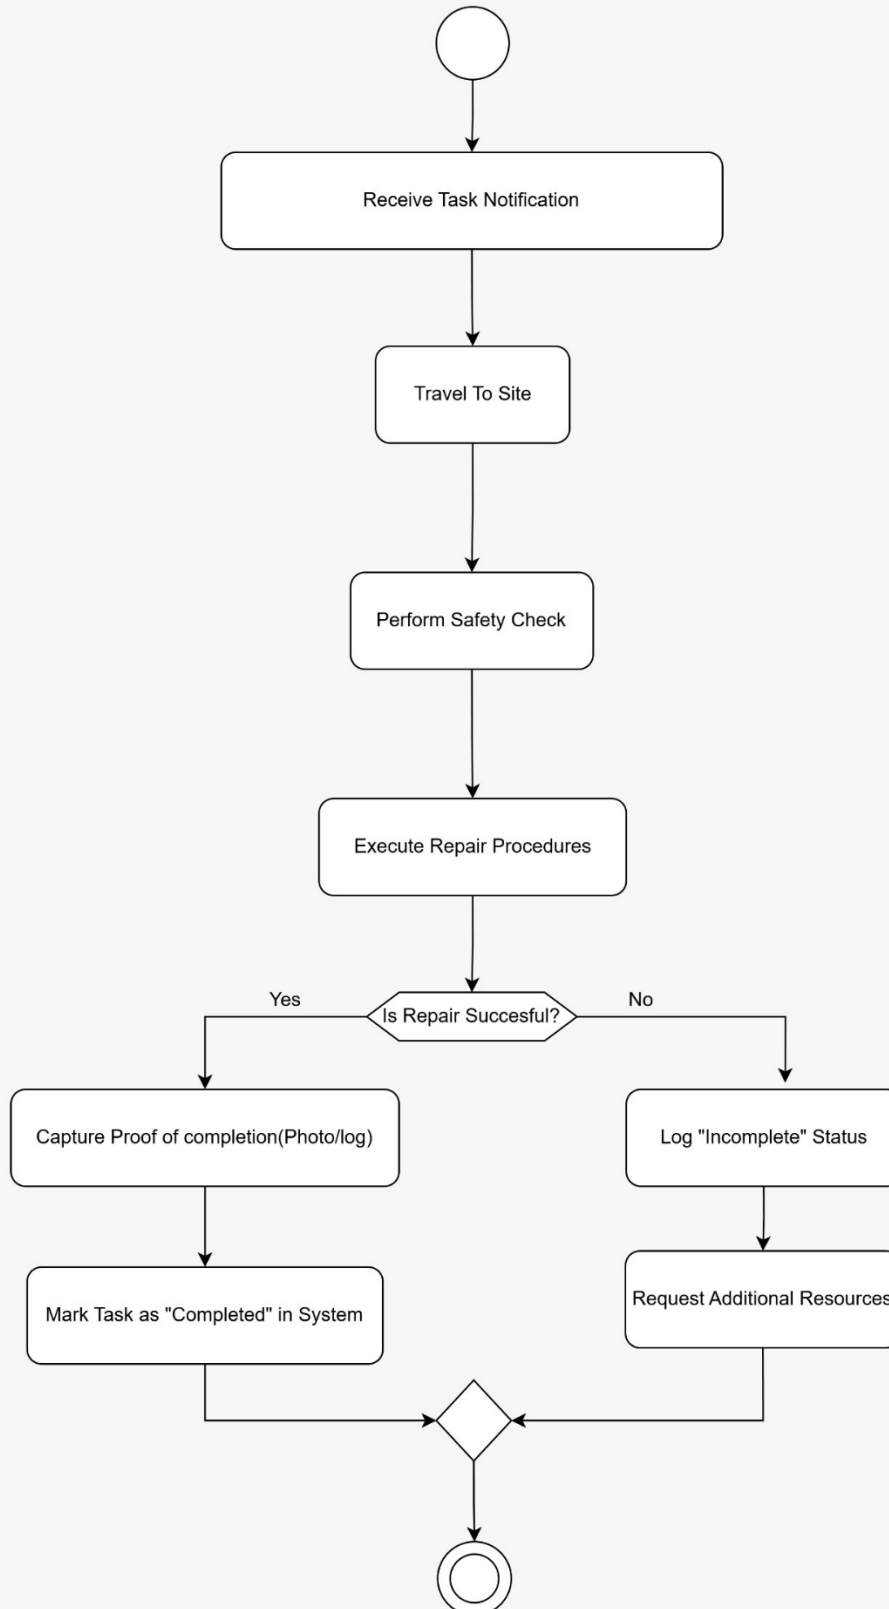 Receive Task Notification
Travel To Site
Perform Safety Check
Execute Repair Procedures
Is Repair Succesful?
Yes
No
Capture Proof of completion(Photo/log)
Log "Incomplete" Status
Mark Task as "Completed" in System
Request Additional Resources